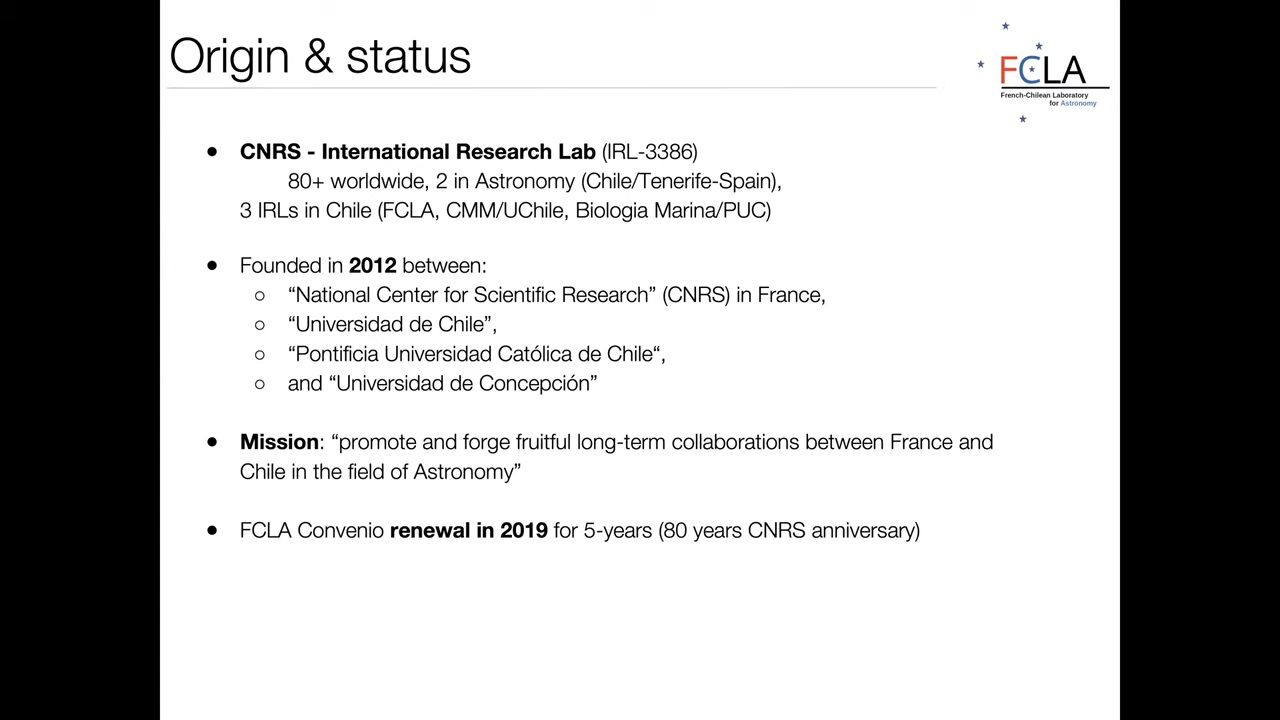 Origin & status
FCLA
French-Chilean Laboratory
for Astronomy
● CNRS - International Research Lab (IRL-3386)
80+ worldwide, 2 in Astronomy (Chile/Tenerife-Spain),
3 IRLs in Chile (FCLA, CMM/UChile, Biologia Marina/PUC)
● Founded in 2012 between:
○ “National Center for Scientific Research” (CNRS) in France,
○ “Universidad de Chile”,
○ “Pontificia Universidad Católica de Chile“,
○ and “Universidad de Concepción”
● Mission: “promote and forge fruitful long-term collaborations between France and
Chile in the field of Astronomy”
● FCLA Convenio renewal in 2019 for 5-years (80 years CNRS anniversary)